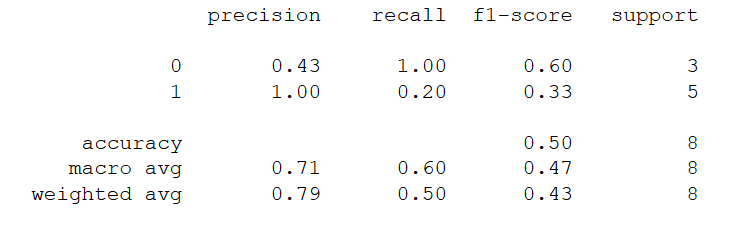 precision recall f1-score support
0 0.43 1.00 0.60 3
1 1.00 0.20 0.33 5
accuracy 0.50 8
macro avg 0.71 0.60 0.47 8
weighted avg 0.79 0.50 0.43 8